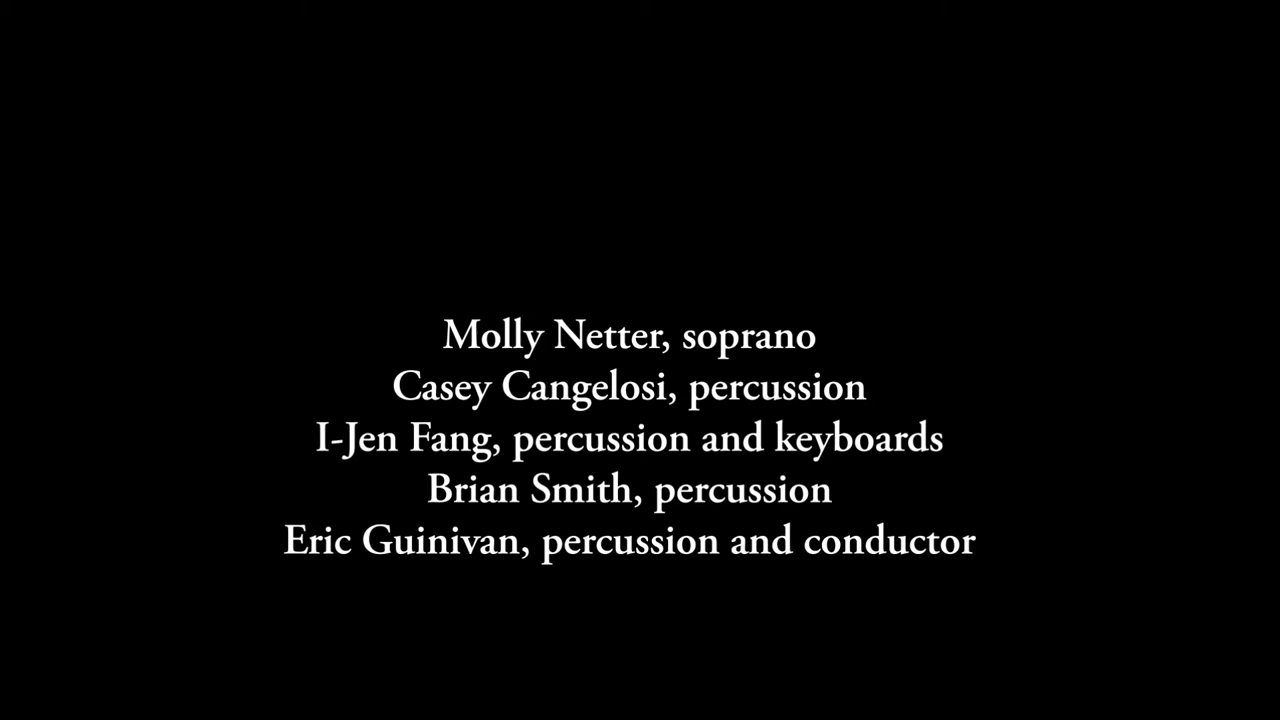 Molly Netter, soprano
Casey Cangelosi, percussion
I-Jen Fang, percussion and keyboards
Brian Smith, percussion
Eric Guinivan, percussion and conductor